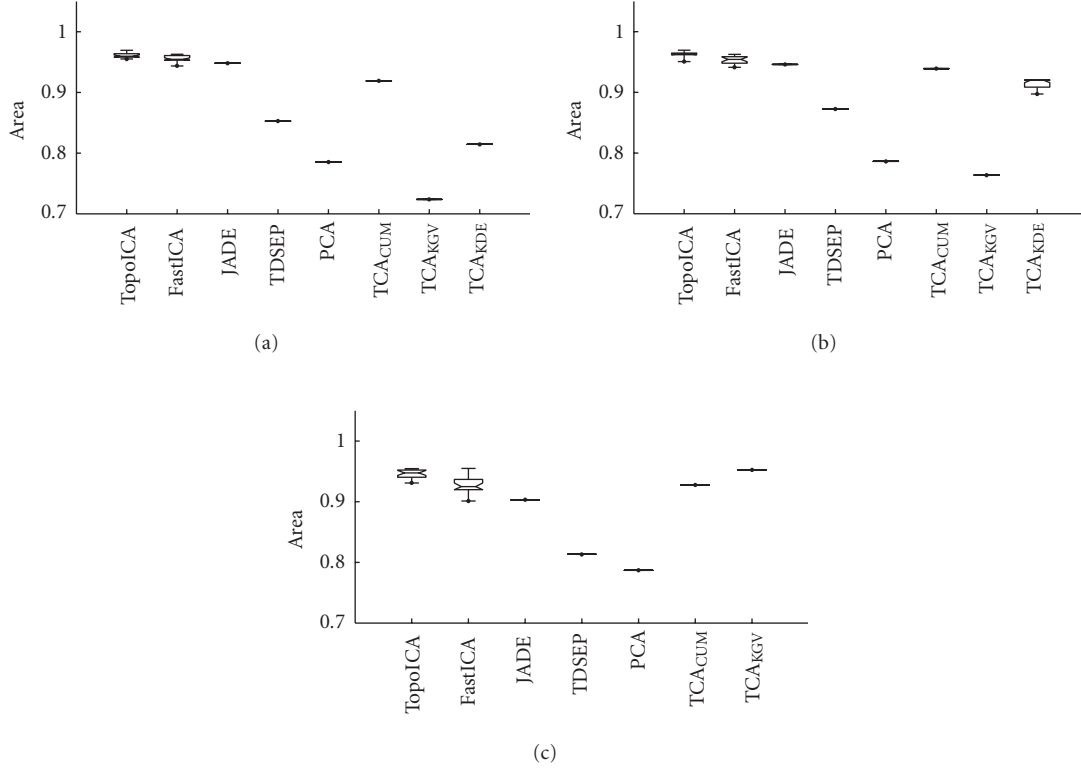 1
0.9
0.8
0.7
Area
TopoICA
FastICA
JADE
TDSEP
PCA
TCACUM
TCAKGV
TCAKDE
(a)
1
0.9
0.8
0.7
Area
TopoICA
FastICA
JADE
TDSEP
PCA
TCACUM
TCAKGV
TCAKDE
(b)
1
0.9
0.8
0.7
Area
TopoICA
FastICA
JADE
TDSEP
PCA
TCACUM
TCAKGV
(c)